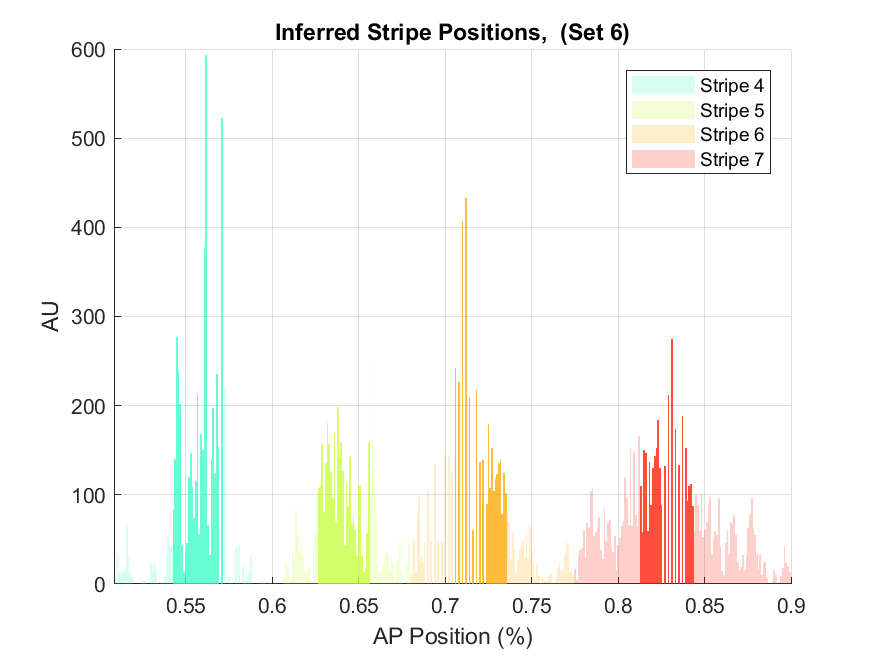 Inferred Stripe Positions,  (Set 6)
600
500
400
300
200
100
0
AU
Stripe 4
Stripe 5
Stripe 6
Stripe 7
0.55 0.6 0.65 0.7 0.75 0.8 0.85 0.9
AP Position (%)